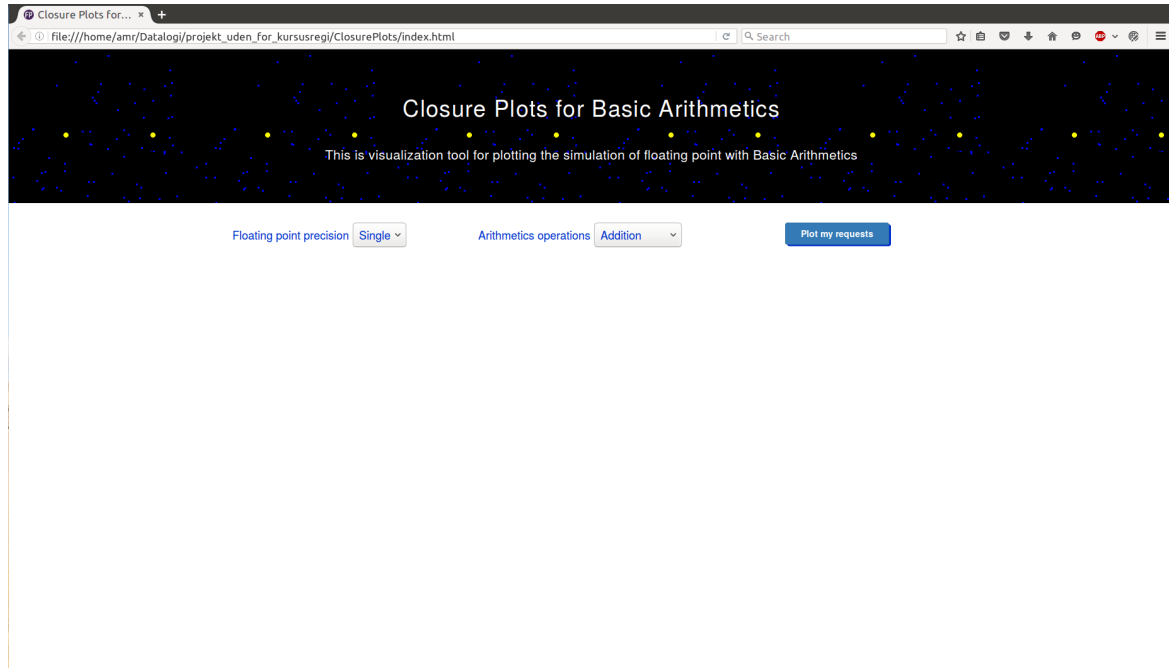 Closure Plots for... × +
file:///home/amr/Datalogi/projekt_uden_for_kursusregi/ClosurePlots/index.html Search ABP
Closure Plots for Basic Arithmetics
This is visualization tool for plotting the simulation of floating point with Basic Arithmetics
Floating point precision Single Arithmetics operations Addition Plot my requests